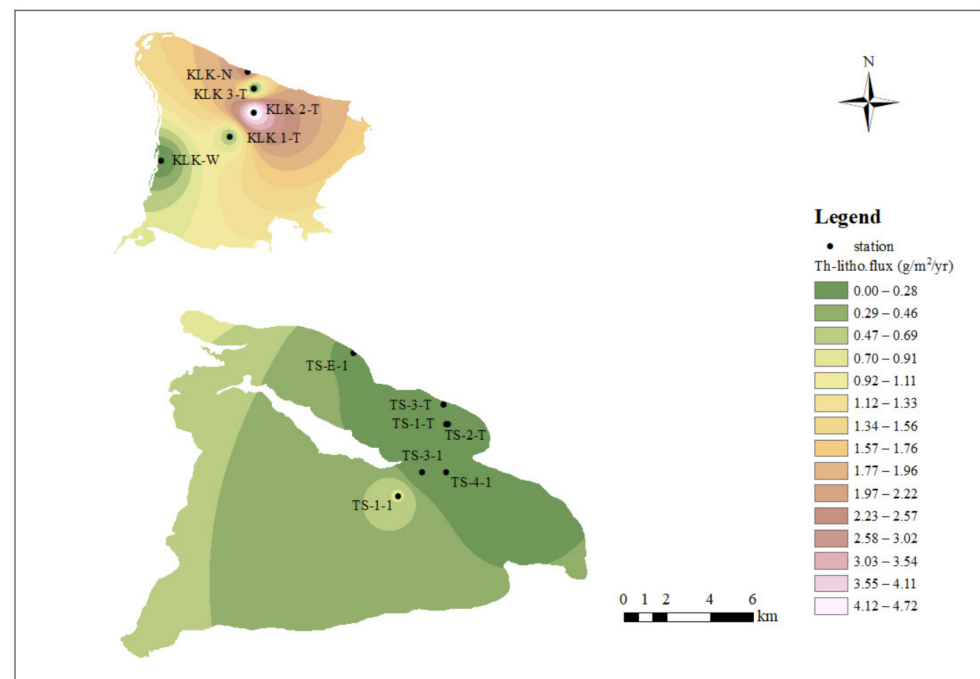 KLK-N
KLK 3-T
KLK 2-T
KLK 1-T
KLK-W
N
Legend
station
Th-litho.flux (g/m²/yr)
0.00 – 0.28
0.29 – 0.46
0.47 – 0.69
0.70 – 0.91
0.92 – 1.11
1.12 – 1.33
1.34 – 1.56
1.57 – 1.76
1.77 – 1.96
1.97 – 2.22
2.23 – 2.57
2.58 – 3.02
3.03 – 3.54
3.55 – 4.11
4.12 – 4.72
TS-E-1
TS-3-T
TS-1-T
TS-2-T
TS-3-1
TS-4-1
TS-1-1
0 1 2 4 6
km